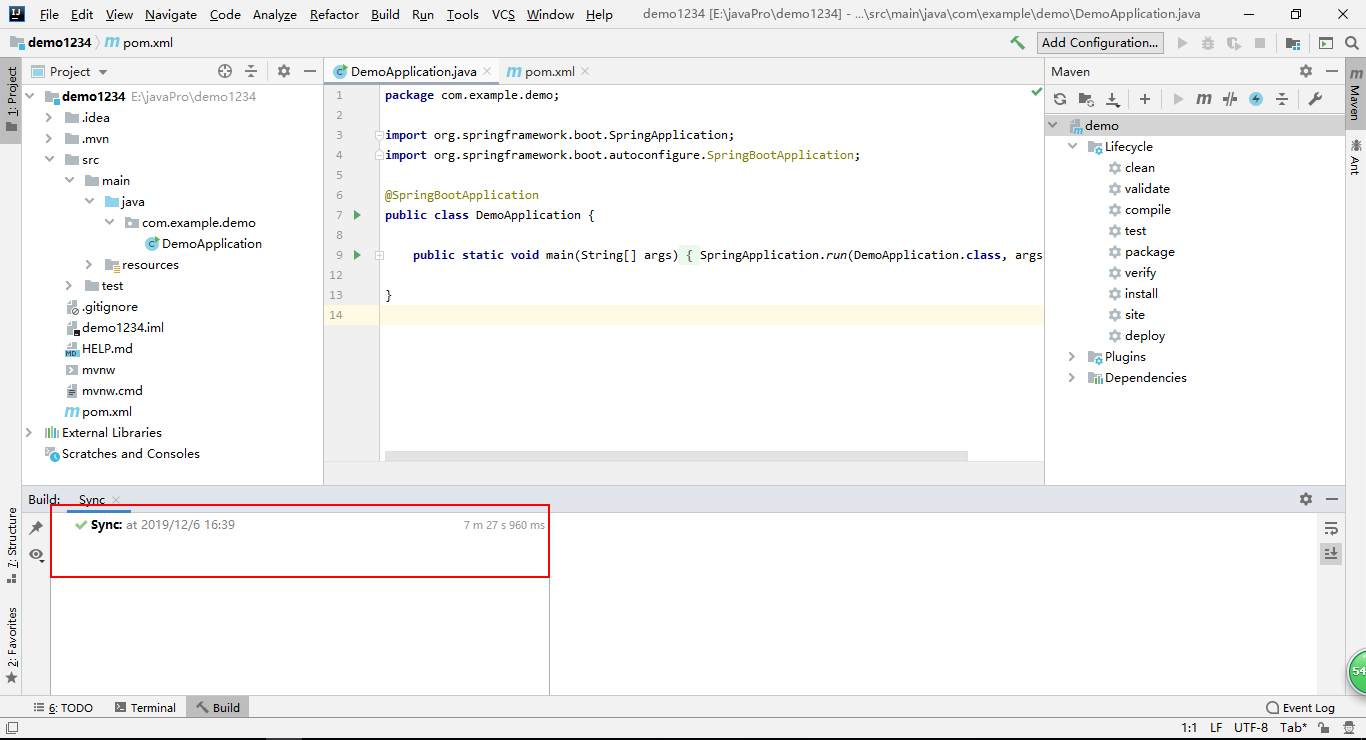 File Edit View Navigate Code Analyze Refactor Build Run Tools VCS Window Help demo1234 [E:\javaPro\demo1234] - ...\src\main\java\com\example\demo\DemoApplication.java
demo1234 pom.xml Add Configuration...
1: Project
Project
demo1234 E:\javaPro\demo1234
.idea
.mvn
src
main
java
com.example.demo
DemoApplication
resources
test
.gitignore
demo1234.iml
HELP.md
mvnw
mvnw.cmd
pom.xml
External Libraries
Scratches and Consoles
DemoApplication.java pom.xml
1 package com.example.demo;
2
3 import org.springframework.boot.SpringApplication;
4 import org.springframework.boot.autoconfigure.SpringBootApplication;
5
6 @SpringBootApplication
7 public class DemoApplication {
8
9 public static void main(String[] args) { SpringApplication.run(DemoApplication.class, args
12
13 }
14
Maven
demo
Lifecycle
clean
validate
compile
test
package
verify
install
site
deploy
Plugins
Dependencies
Maven
Ant
Build: Sync
Sync: at 2019/12/6 16:39 7 m 27 s 960 ms
7: Structure
2: Favorites
54
6: TODO Terminal Build Event Log
1:1 LF UTF-8 Tab*